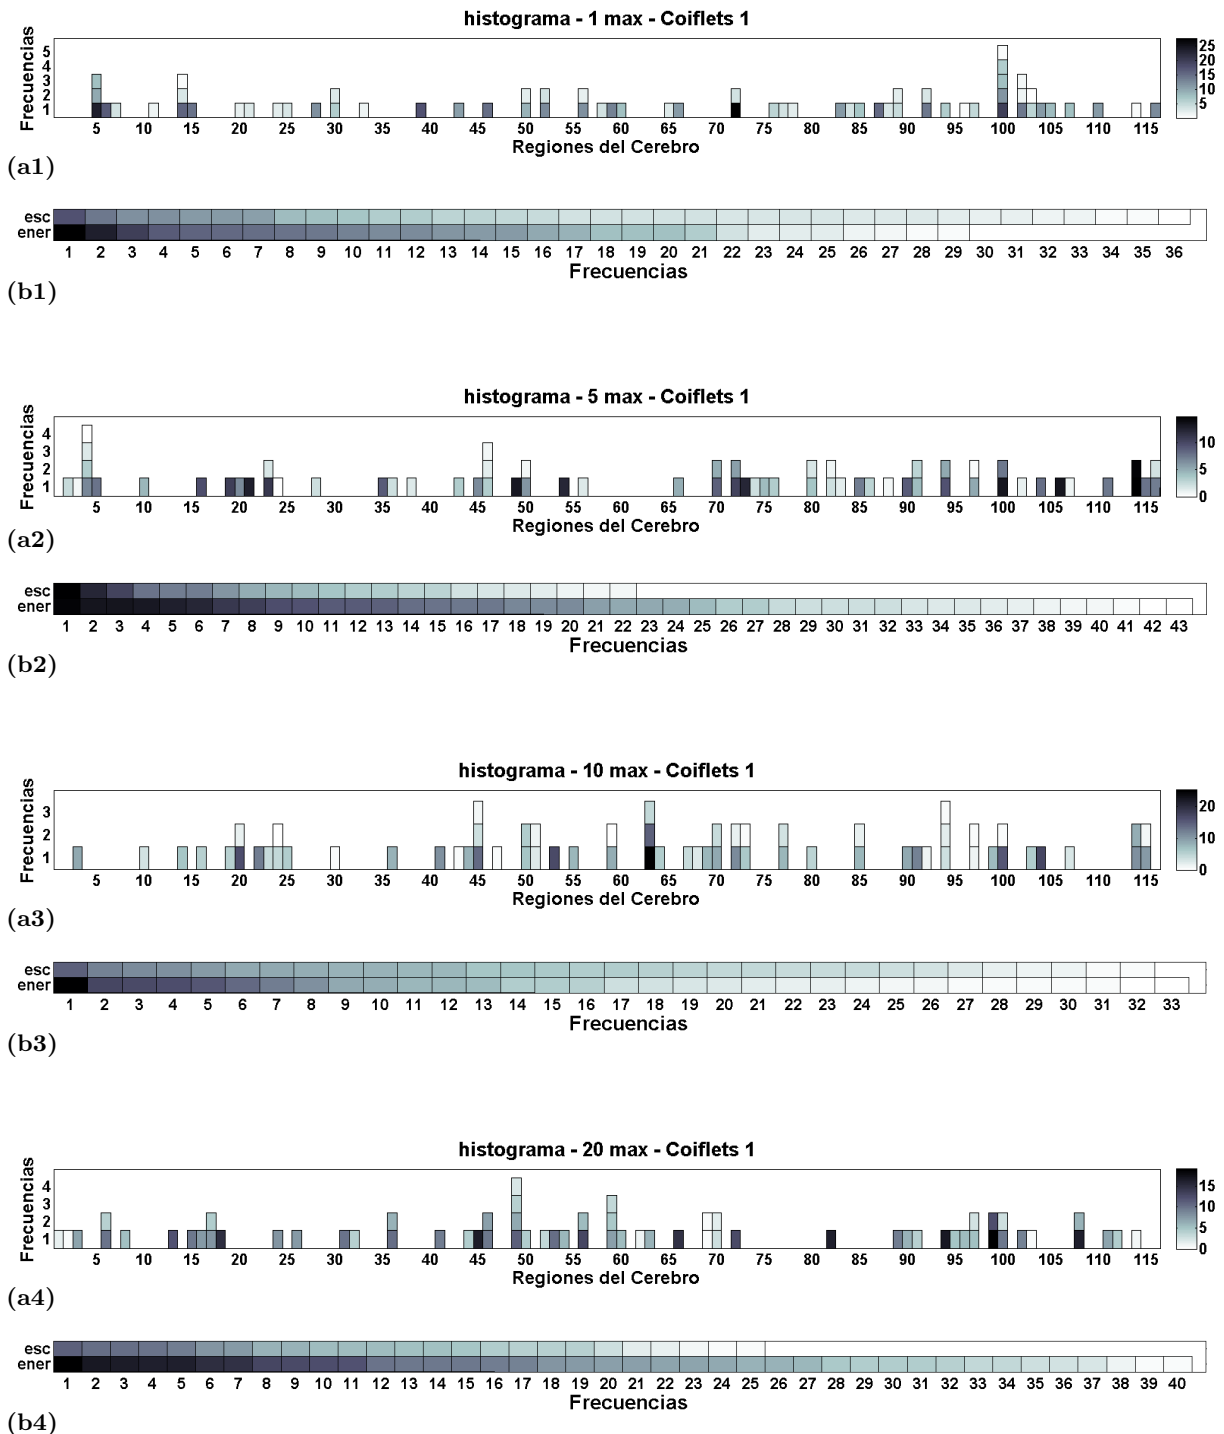 histograma - 1 max - Coiflets 1
Frecuencias
5
4
3
2
1
25
20
15
10
5
5 10 15 20 25 30 35 40 45 50 55 60 65 70 75 80 85 90 95 100 105 110 115
Regiones del Cerebro
(a1)
esc
ener
1 2 3 4 5 6 7 8 9 10 11 12 13 14 15 16 17 18 19 20 21 22 23 24 25 26 27 28 29 30 31 32 33 34 35 36
Frecuencias
(b1)
histograma - 5 max - Coiflets 1
Frecuencias
4
3
2
1
10
5
0
5 10 15 20 25 30 35 40 45 50 55 60 65 70 75 80 85 90 95 100 105 110 115
Regiones del Cerebro
(a2)
esc
ener
1 2 3 4 5 6 7 8 9 10 11 12 13 14 15 16 17 18 19 20 21 22 23 24 25 26 27 28 29 30 31 32 33 34 35 36 37 38 39 40 41 42 43
Frecuencias
(b2)
histograma - 10 max - Coiflets 1
Frecuencias
3
2
1
20
10
0
5 10 15 20 25 30 35 40 45 50 55 60 65 70 75 80 85 90 95 100 105 110 115
Regiones del Cerebro
(a3)
esc
ener
1 2 3 4 5 6 7 8 9 10 11 12 13 14 15 16 17 18 19 20 21 22 23 24 25 26 27 28 29 30 31 32 33
Frecuencias
(b3)
histograma - 20 max - Coiflets 1
Frecuencias
4
3
2
1
15
10
5
0
5 10 15 20 25 30 35 40 45 50 55 60 65 70 75 80 85 90 95 100 105 110 115
Regiones del Cerebro
(a4)
esc
ener
1 2 3 4 5 6 7 8 9 10 11 12 13 14 15 16 17 18 19 20 21 22 23 24 25 26 27 28 29 30 31 32 33 34 35 36 37 38 39 40
Frecuencias
(b4)